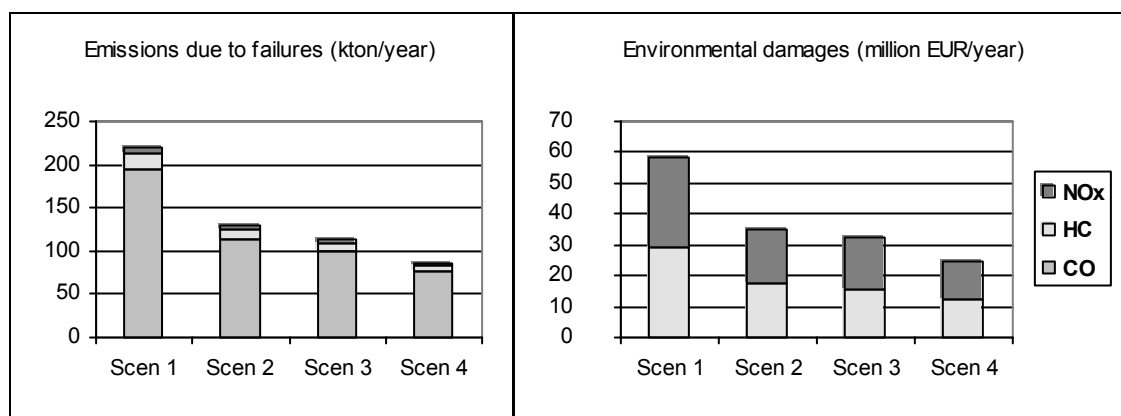 Emissions due to failures (kton/year)
250
200
150
100
50
0
Scen 1 Scen 2 Scen 3 Scen 4
Environmental damages (million EUR/year)
70
60
50
40
30
20
10
0
Scen 1 Scen 2 Scen 3 Scen 4
NOx
HC
CO